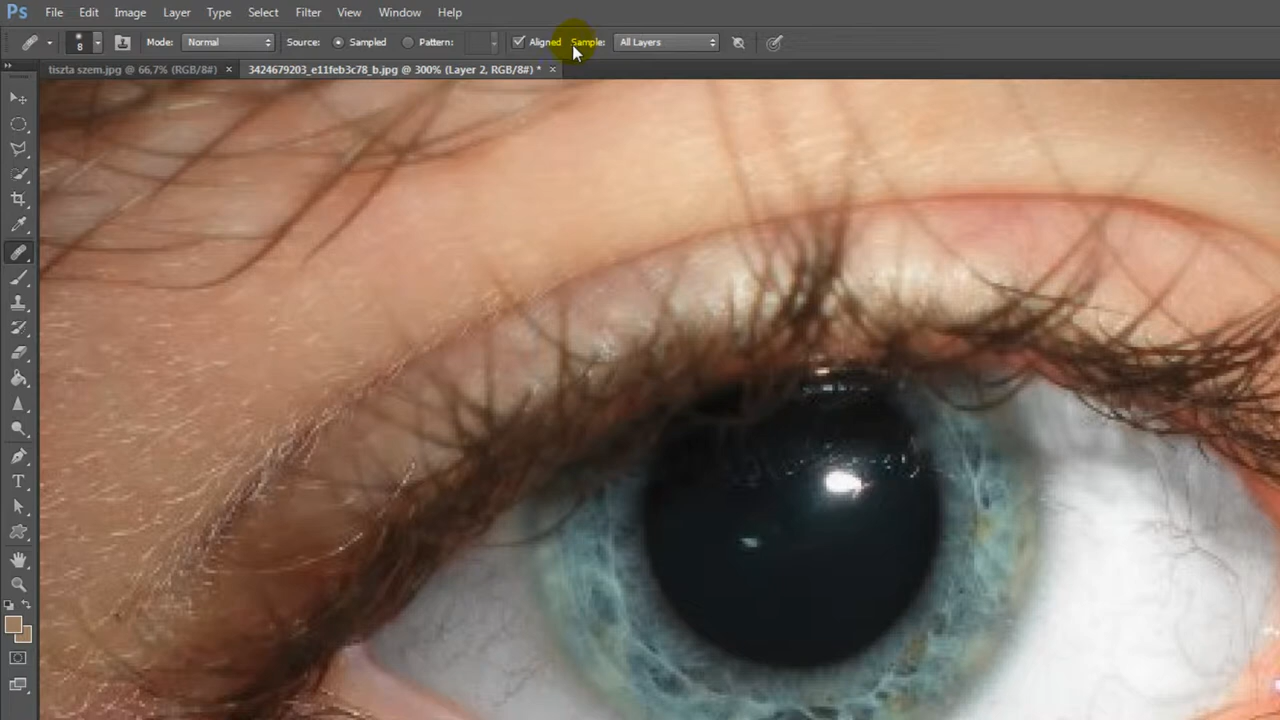 Ps File Edit Image Layer Type Select Filter View Window Help
8 Mode: Normal Source: Sampled Pattern: Aligned Sample: All Layers
tiszta szem.jpg @ 66,7% (RGB/8#) × 3424679203_e11feb3c78_b.jpg @ 300% (Layer 2, RGB/8#) * ×
T